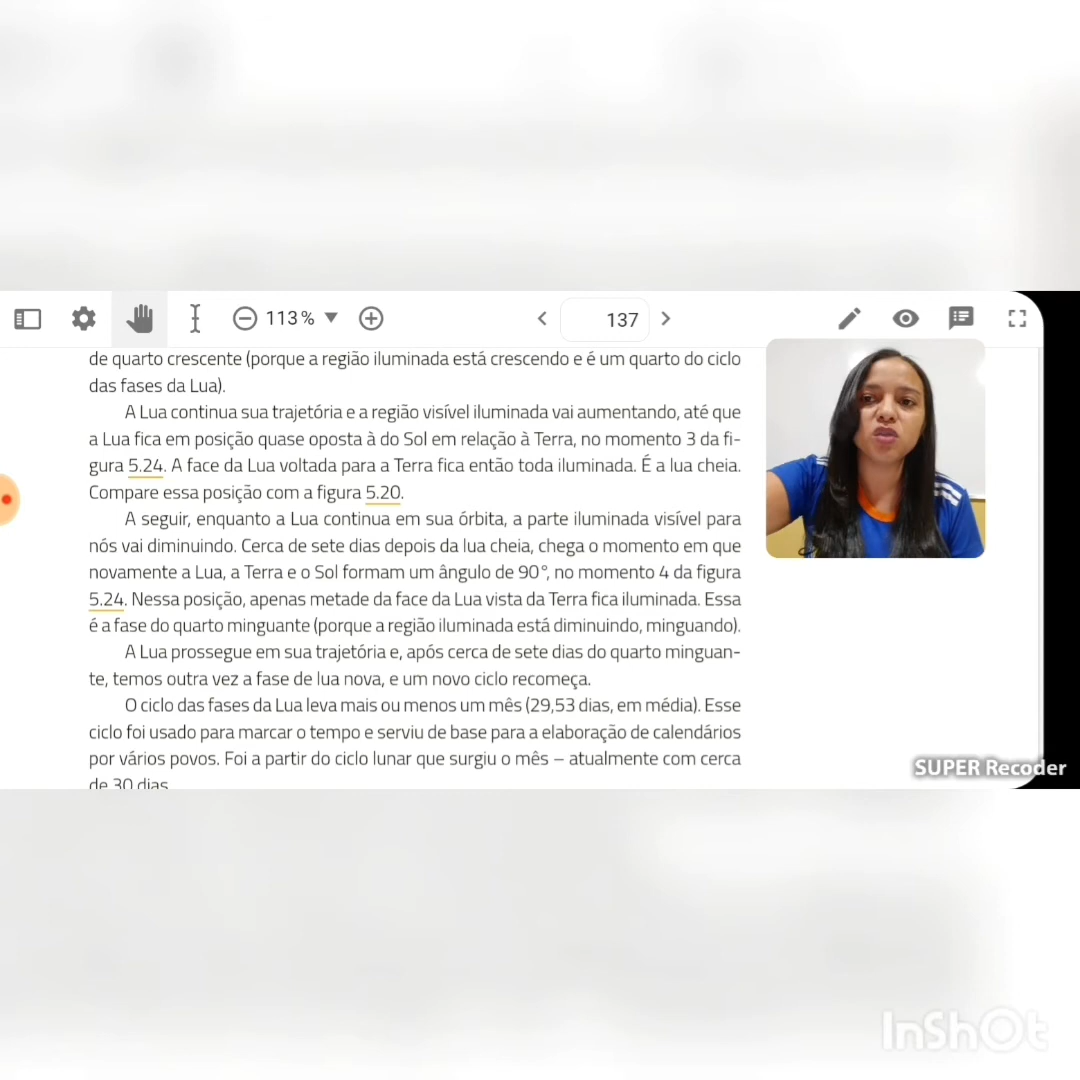 113%
137
de quarto crescente (porque a região iluminada está crescendo e é um quarto do ciclo
das fases da Lua).
A Lua continua sua trajetória e a região visível iluminada vai aumentando, até que
a Lua fica em posição quase oposta à do Sol em relação à Terra, no momento 3 da fi-
gura 5.24. A face da Lua voltada para a Terra fica então toda iluminada. É a lua cheia.
Compare essa posição com a figura 5.20.
A seguir, enquanto a Lua continua em sua órbita, a parte iluminada visível para
nós vai diminuindo. Cerca de sete dias depois da lua cheia, chega o momento em que
novamente a Lua, a Terra e o Sol formam um ângulo de 90°, no momento 4 da figura
5.24. Nessa posição, apenas metade da face da Lua vista da Terra fica iluminada. Essa
é a fase do quarto minguante (porque a região iluminada está diminuindo, minguando).
A Lua prossegue em sua trajetória e, após cerca de sete dias do quarto minguan-
te, temos outra vez a fase de lua nova, e um novo ciclo recomeça.
O ciclo das fases da Lua leva mais ou menos um mês (29,53 dias, em média). Esse
ciclo foi usado para marcar o tempo e serviu de base para a elaboração de calendários
por vários povos. Foi a partir do ciclo lunar que surgiu o mês – atualmente com cerca
de 30 dias
SUPER Recoder
InShOt